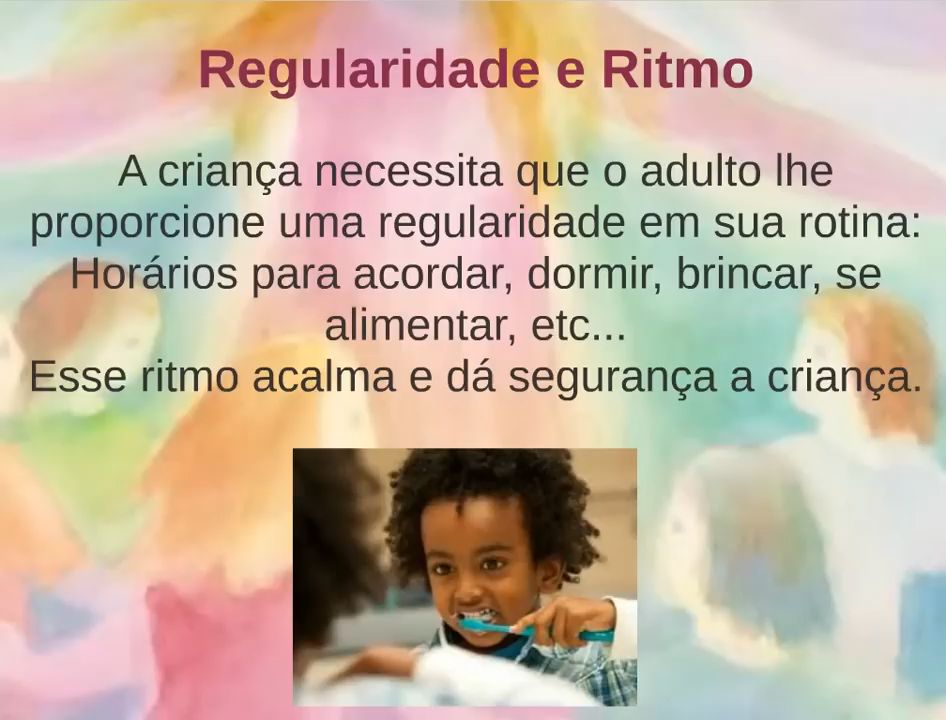 Regularidade e Ritmo
A criança necessita que o adulto lhe
proporcione uma regularidade em sua rotina:
Horários para acordar, dormir, brincar, se
alimentar, etc...
Esse ritmo acalma e dá segurança a criança.